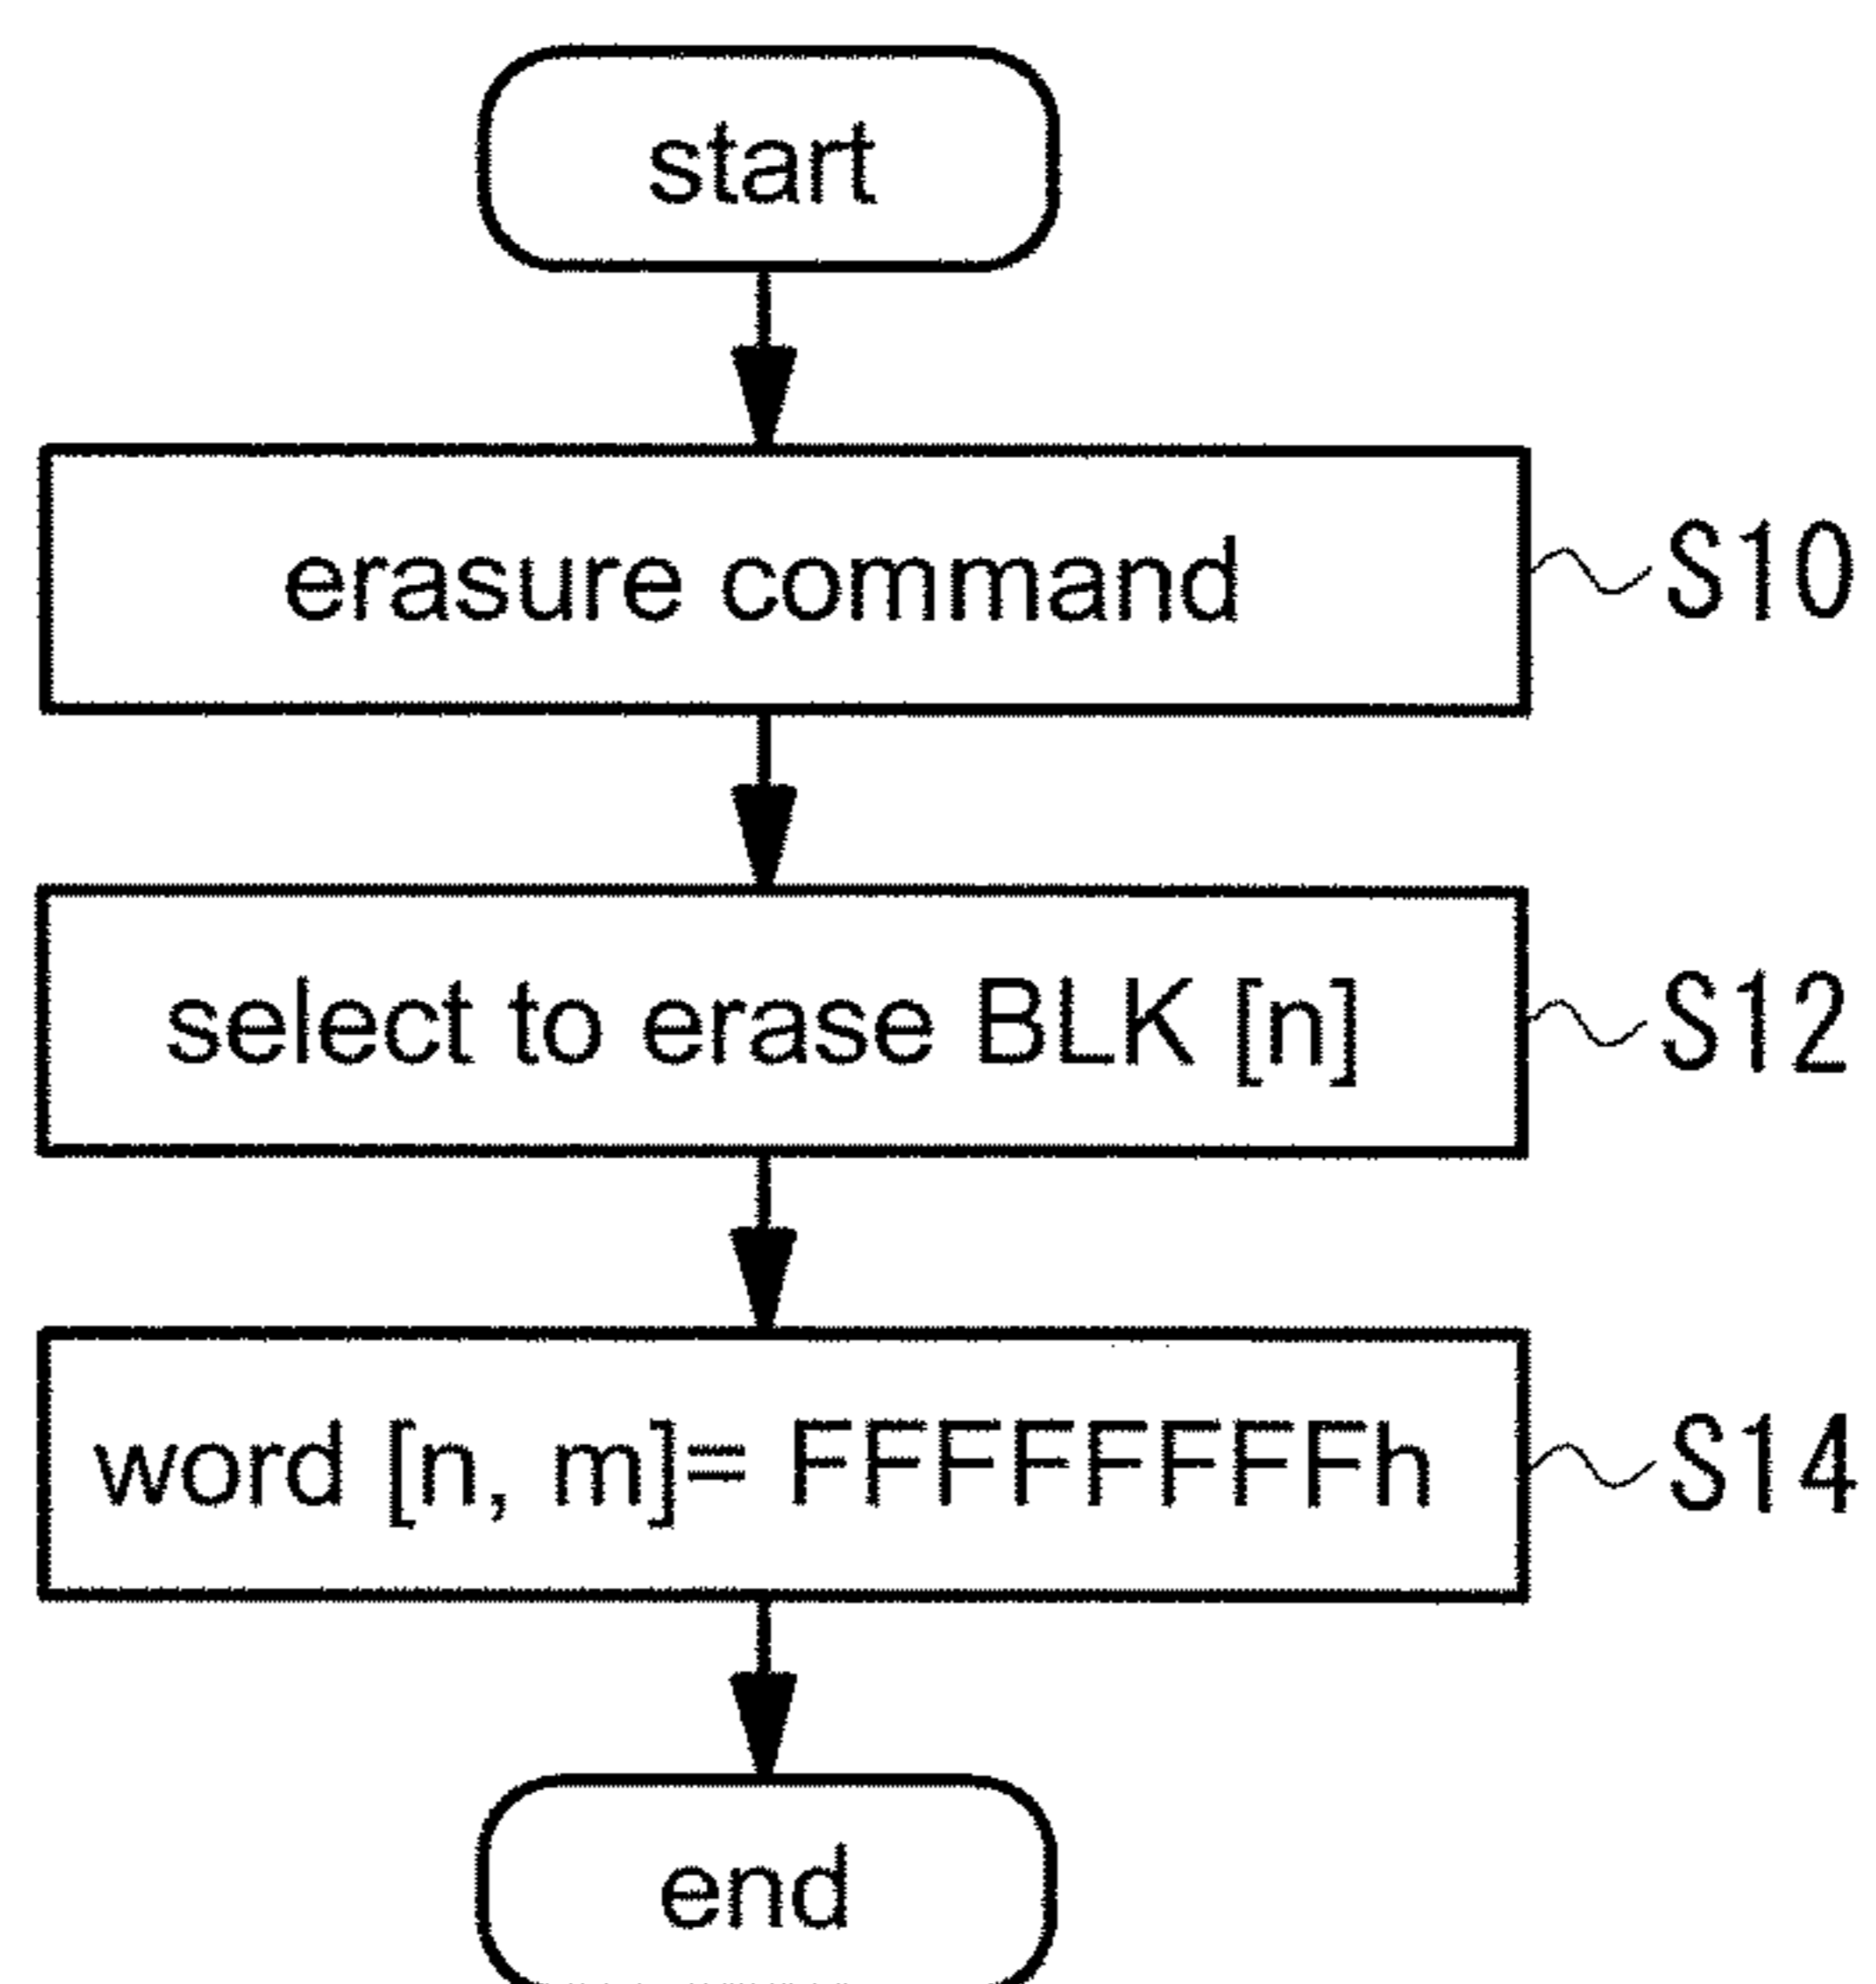 start
erasure command S10
select to erase BLK [n] S12
word [n, m]= FFFFFFFFh S14
end